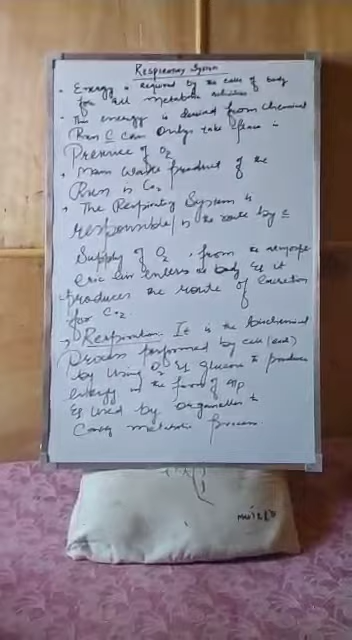 Respiratory System
• Energy is required by the cells of body
for all metabolic activities
• This energy is derived from chemical
Rxn c can only take place in
Presence of O2
• Main waste product of the
Rxn is Co2
• The Respiratory System is
responsible / is the route by c
Supply of O2, from the atmosph
eric air enters the body & it
produces the route of Excretion
for Co2
• Respiration: It is the biochemical
Process performed by cell
by using O2 & glucose to produce
energy in the form of ATP
& used by organelles to
Carry metabolic process